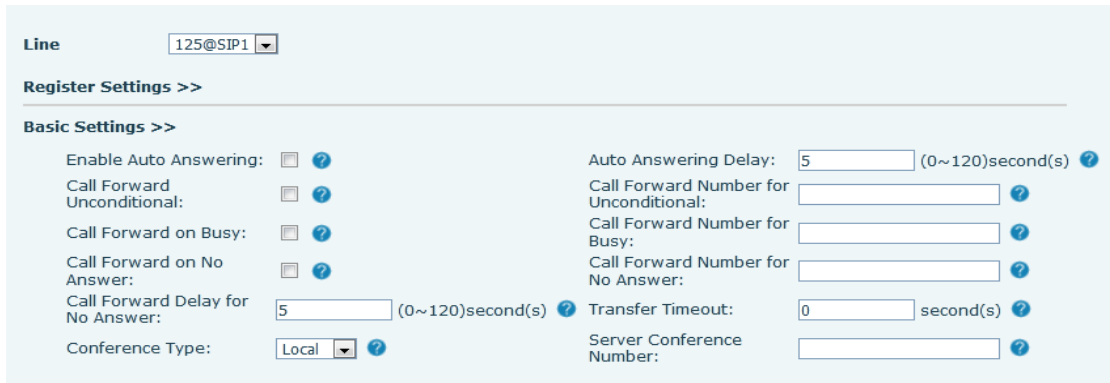 Line 125@SIP1
Register Settings >>
Basic Settings >>
Enable Auto Answering: ? Auto Answering Delay: 5 (0~120)second(s) ?
Call Forward
Unconditional: ? Call Forward Number for
Unconditional: ?
Call Forward on Busy: ? Call Forward Number for
Busy: ?
Call Forward on No
Answer: ? Call Forward Number for
No Answer: ?
Call Forward Delay for
No Answer: 5 (0~120)second(s) ? Transfer Timeout: 0 second(s) ?
Conference Type: Local ? Server Conference
Number: ?